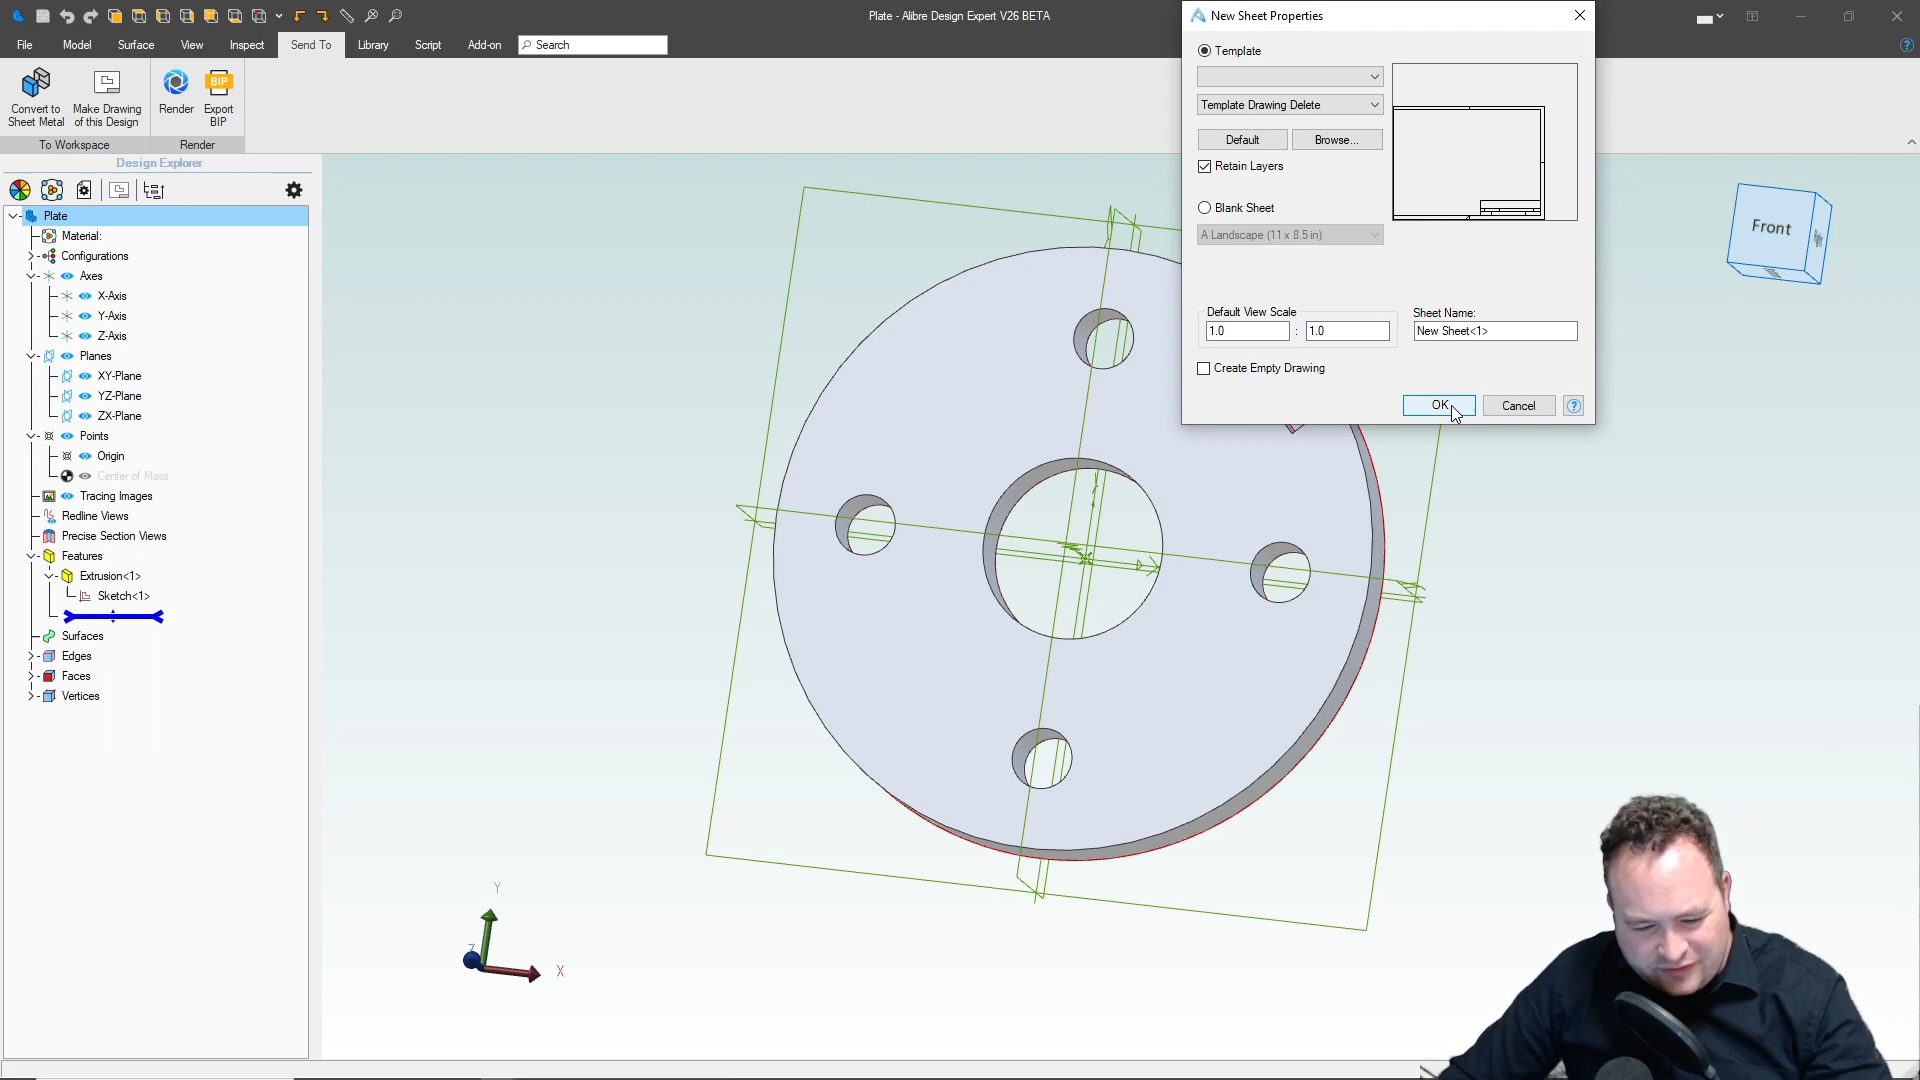 Plate - Alibre Design Expert V26 BETA
File
Model
Surface
View
Inspect
Send To
Library
Script
Add-on
Search
Convert to
Sheet Metal
Make Drawing
of this Design
Render
BIP
Export
BIP
To Workspace
Render
Design Explorer
Plate
Material:
Configurations
Axes
X-Axis
Y-Axis
Z-Axis
Planes
XY-Plane
YZ-Plane
ZX-Plane
Points
Origin
Center of Mass
Tracing Images
Redline Views
Precise Section Views
Features
Extrusion<1>
Sketch<1>
Surfaces
Edges
Faces
Vertices
New Sheet Properties
Template
Template Drawing Delete
Default
Browse...
Retain Layers
Blank Sheet
A Landscape (11 x 8.5 in)
Default View Scale
1.0 : 1.0
Sheet Name:
New Sheet<1>
Create Empty Drawing
OK
Cancel
?
Front
Y
Z
X